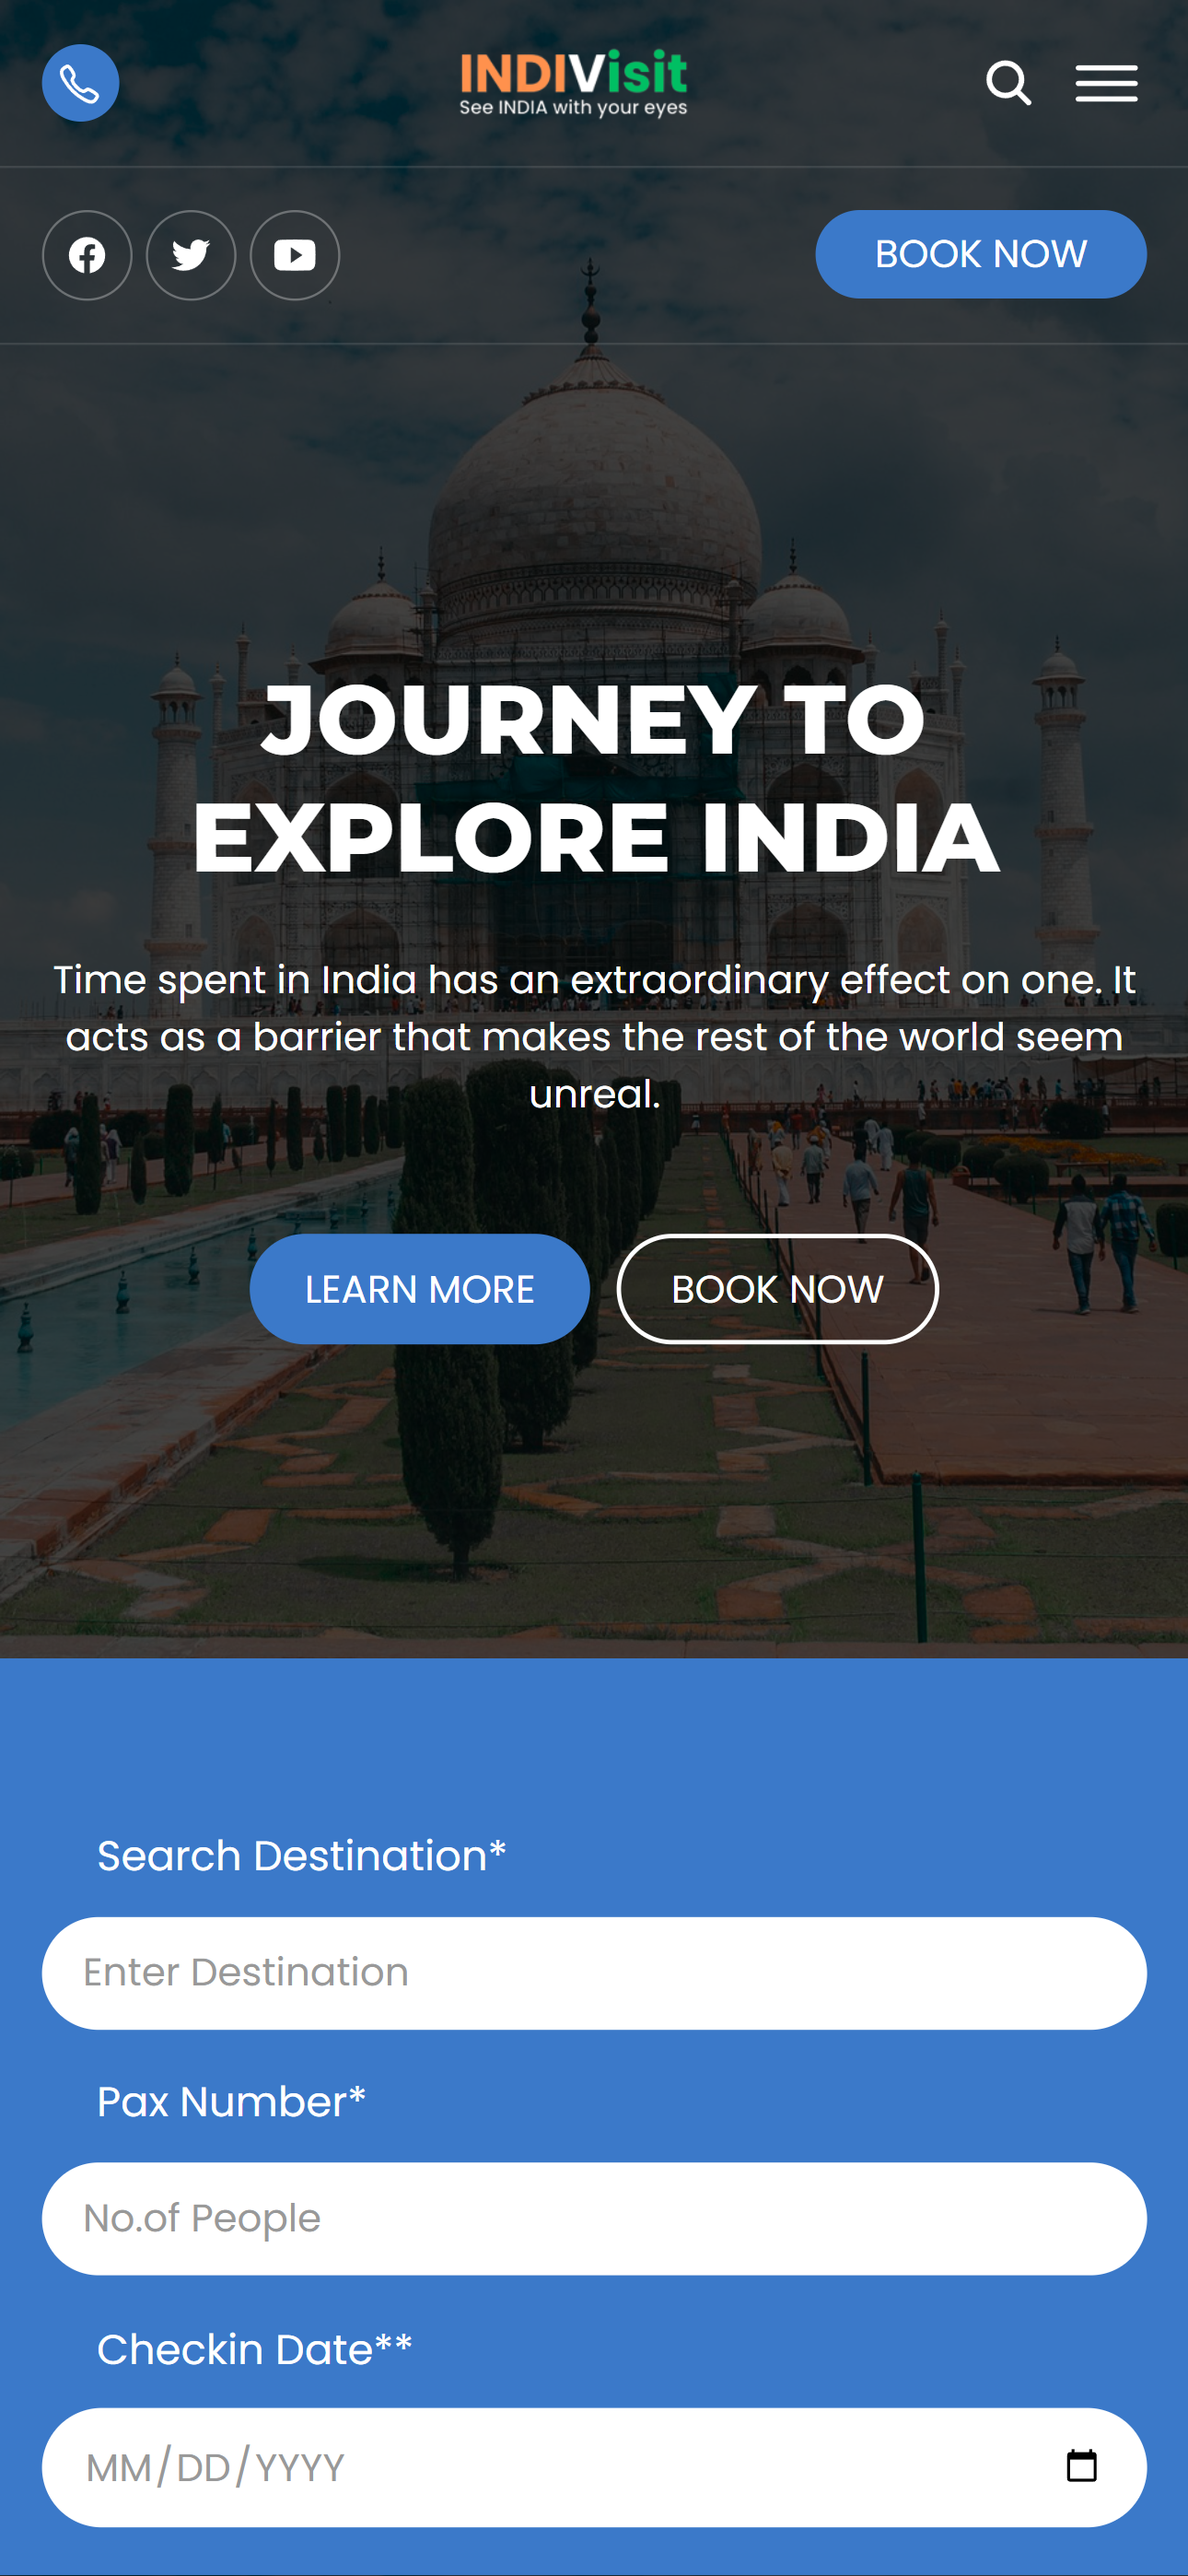 INDIVisit
See INDIA with your eyes
BOOK NOW
JOURNEY TO
EXPLORE INDIA
Time spent in India has an extraordinary effect on one. It
acts as a barrier that makes the rest of the world seem
unreal.
LEARN MORE
BOOK NOW
Search Destination*
Enter Destination
Pax Number*
No.of People
Checkin Date**
MM/DD/YYYY